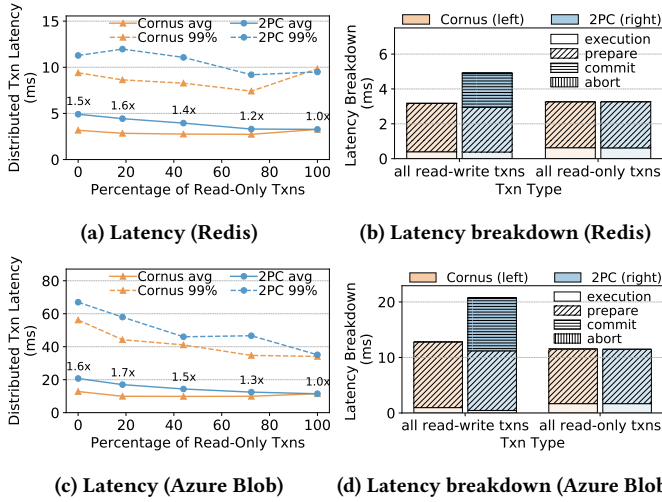 Cornus avg
2PC avg
Cornus 99%
2PC 99%
Distributed Txn Latency
(ms)
15.0
10
5
0
1.5x
1.6x
1.4x
1.2x
1.0x
0
20
40
60
80
100
Percentage of Read-Only Txns
(a) Latency (Redis)
Cornus (left)
2PC (right)
execution
prepare
commit
abort
Latency Breakdown
(ms)
6
4
2
0
all read-write txns
all read-only txns
Txn Type
(b) Latency breakdown (Redis)
Cornus avg
2PC avg
Cornus 99%
2PC 99%
Distributed Txn Latency
(ms)
80
60
40
20
0
1.6x
1.7x
1.5x
1.3x
1.0x
0
20
40
60
80
100
Percentage of Read-Only Txns
(c) Latency (Azure Blob)
Cornus (left)
2PC (right)
execution
prepare
commit
abort
Latency Breakdown
(ms)
20
10
0
all read-write txns
all read-only txns
Txn Type
(d) Latency breakdown (Azure Blob